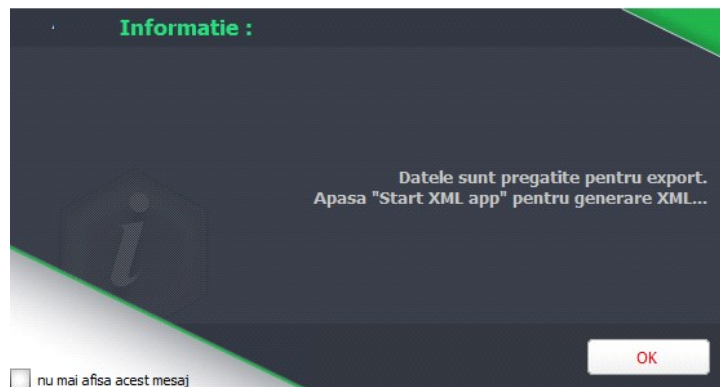 Informatie :
Datele sunt pregatite pentru export.
Apasa "Start XML app" pentru generare XML...
OK
nu mai afisa acest mesaj